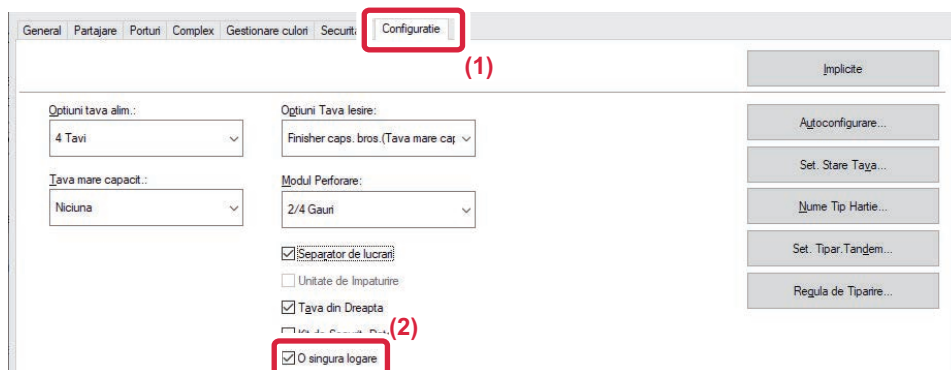 General Partajare Porturi Complex Gestionare culori Securita Configuratie
(1)
Implicite
Optiuni tava alim.: Optiuni Tava Iesire:
4 Tavi Finisher caps. bros.(Tava mare cap Autoconfigurare...
Set. Stare Tava...
Tava mare capacit.: Modul Perforare:
Niciuna 2/4 Gauri Nume Tip Hartie...
Separator de lucrari Set. Tipar.Tandem...
Unitate de Impaturire Regula de Tiparire...
Tava din Dreapta
(2)
O singura logare